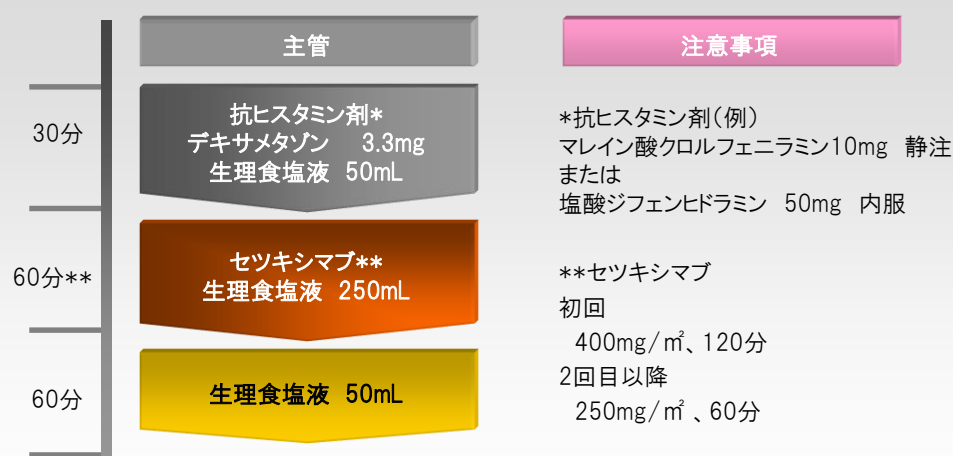 主管
注意事項
30分
抗ヒスタミン剤*
デキサメタゾン 3.3mg
生理食塩液 50mL
60分**
セツキシマブ**
生理食塩液 250mL
60分
生理食塩液 50mL
*抗ヒスタミン剤(例)
マレイン酸クロルフェニラミン10mg 静注
または
塩酸ジフェンヒドラミン 50mg 内服
**セツキシマブ
初回
400mg/㎡、120分
2回目以降
250mg/㎡ 、60分